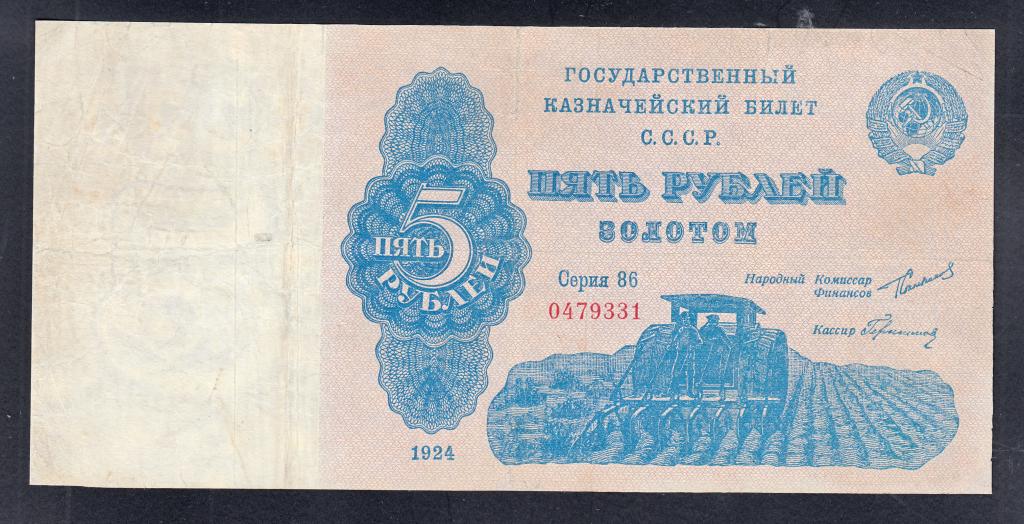 ГОСУДАРСТВЕННЫЙ
КАЗНАЧЕЙСКИЙ БИЛЕТ
С.С.С.Р.
ПЯТЬ РУБЛЕЙ
ЗОЛОТОМ
5
ПЯТЬ
РУБЛЕЙ
Серия 86
0479331
Народный Комиссар
Финансов
Кассир
1924